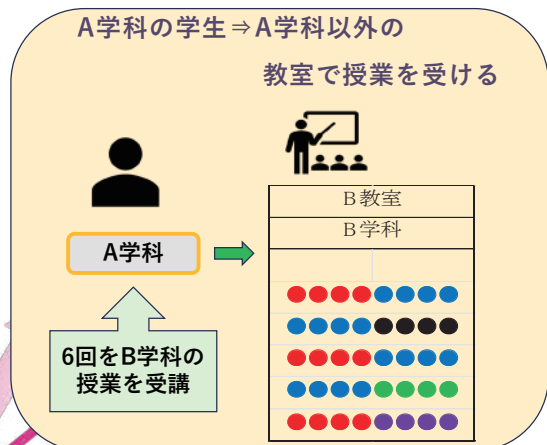 A学科の学生⇒A学科以外の
教室で授業を受ける
B教室
B学科
A学科
6回をB学科の
授業を受講